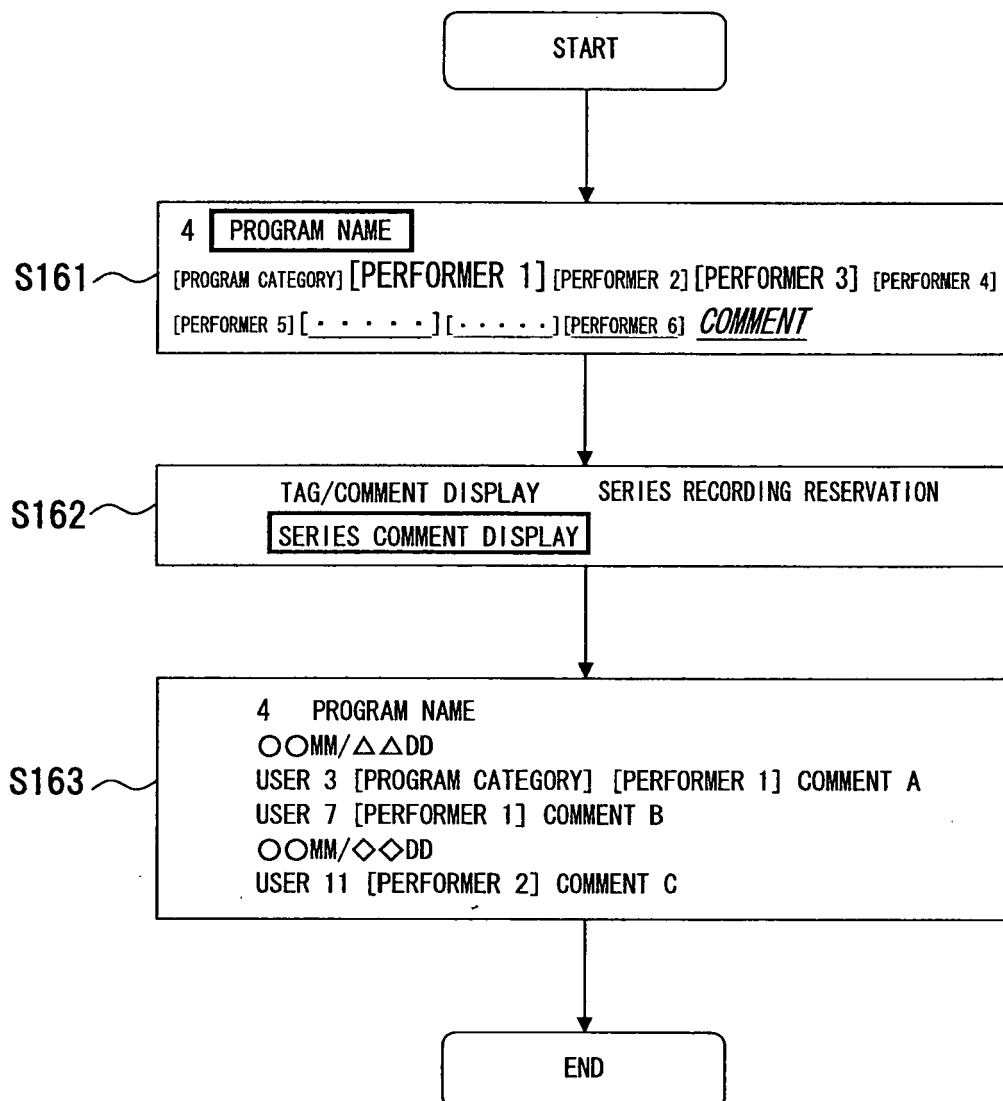 START
S161
4 PROGRAM NAME
[PROGRAM CATEGORY] [PERFORMER 1] [PERFORMER 2] [PERFORMER 3] [PERFORMER 4]
[PERFORMER 5] [·····] [·····] [PERFORMER 6] COMMENT
S162
TAG/COMMENT DISPLAY SERIES RECORDING RESERVATION
SERIES COMMENT DISPLAY
S163
4 PROGRAM NAME
○○MM/△△DD
USER 3 [PROGRAM CATEGORY] [PERFORMER 1] COMMENT A
USER 7 [PERFORMER 1] COMMENT B
○○MM/◇◇DD
USER 11 [PERFORMER 2] COMMENT C
END